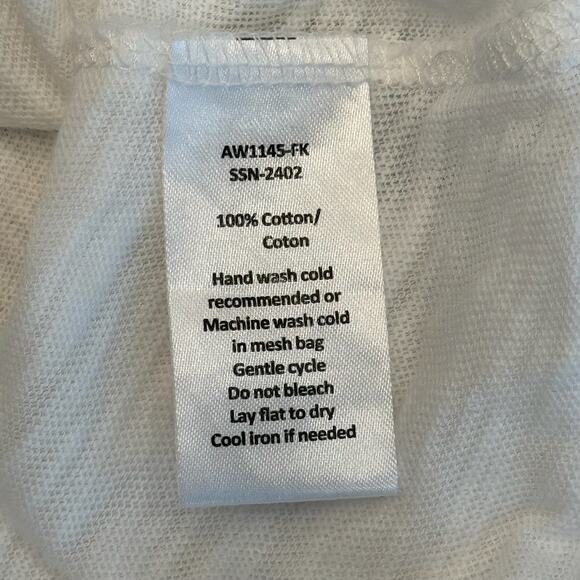 AW1145-FK
SSN-2402
100% Cotton/
Coton
Hand wash cold
recommended or
Machine wash cold
in mesh bag
Gentle cycle
Do not bleach
Lay flat to dry
Cool iron if needed